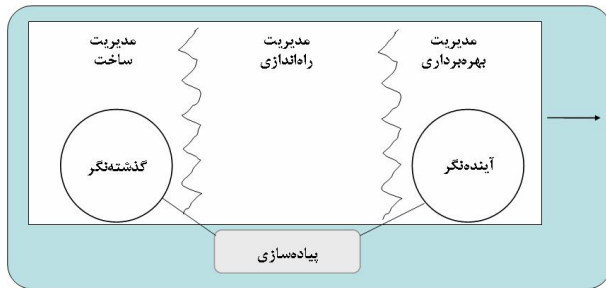 مدیریت
بهره‌برداری
مدیریت
راه‌اندازی
مدیریت
ساخت
آینده‌نگر
گذشته‌نگر
پیاده‌سازی